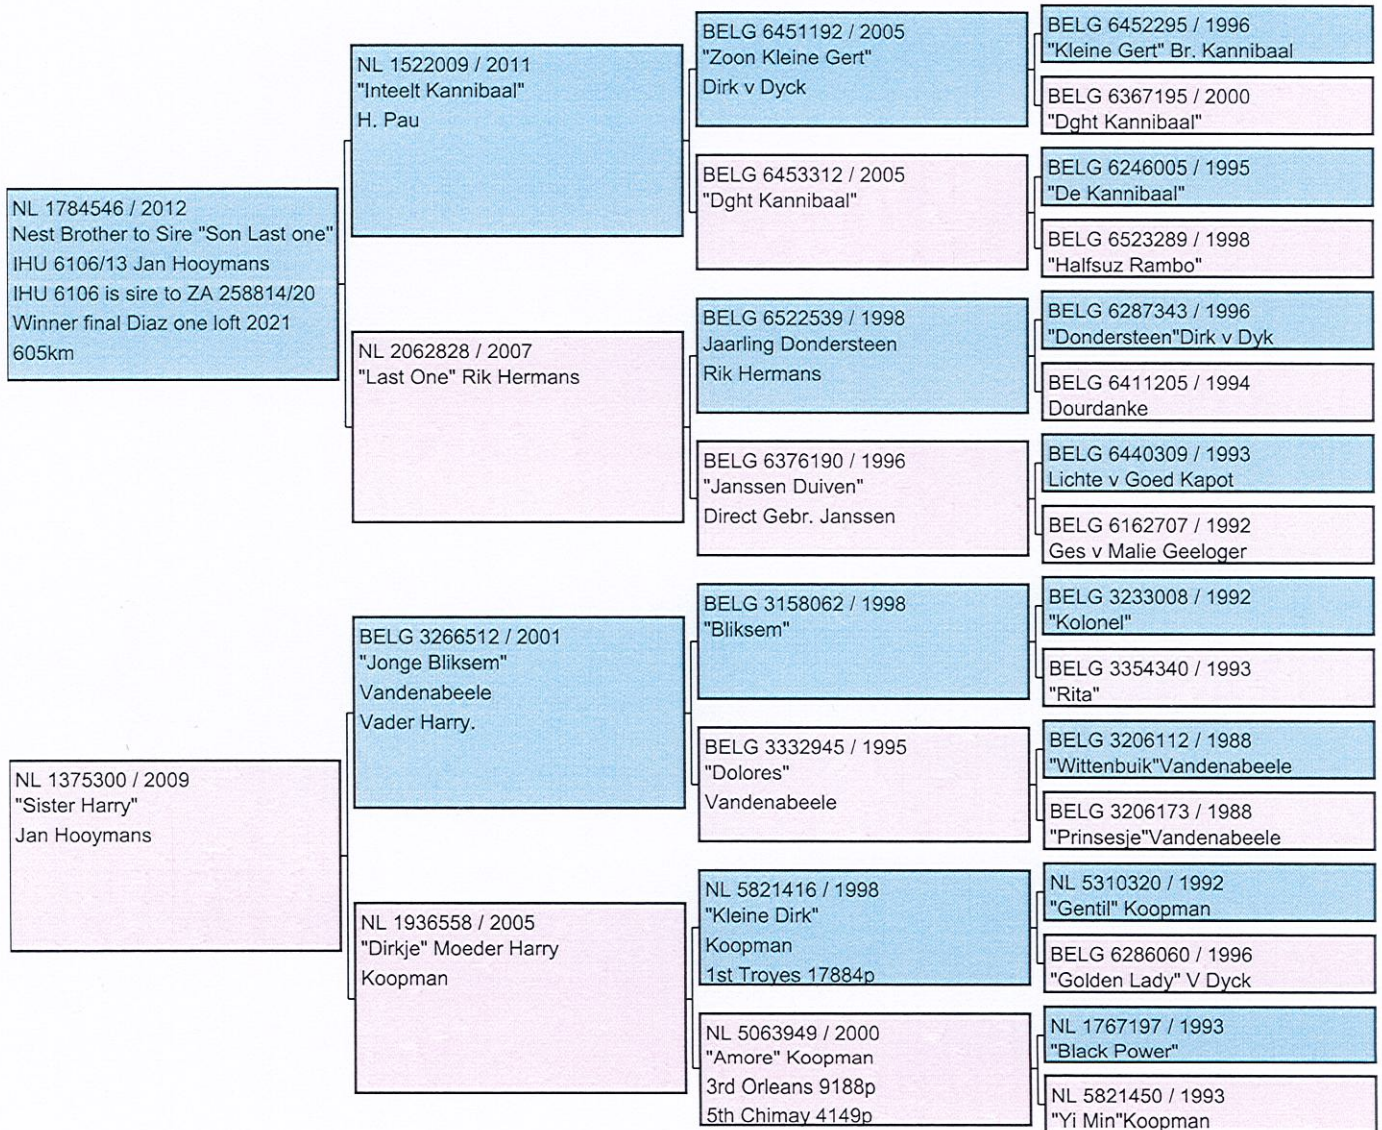 NL 1784546 / 2012
Nest Brother to Sire "Son Last one"
IHU 6106/13 Jan Hooymans
IHU 6106 is sire to ZA 258814/20
Winner final Diaz one loft 2021
605km
NL 1375300 / 2009
"Sister Harry"
Jan Hooymans
NL 1522009 / 2011
"Inteelt Kannibaal"
H. Pau
NL 2062828 / 2007
"Last One" Rik Hermans
BELG 3266512 / 2001
"Jonge Bliksem"
Vandenabeele
Vader Harry.
NL 1936558 / 2005
"Dirkje" Moeder Harry
Koopman
BELG 6451192 / 2005
"Zoon Kleine Gert"
Dirk v Dyck
BELG 6453312 / 2005
"Dght Kannibaal"
BELG 6522539 / 1998
Jaarling Dondersteen
Rik Hermans
BELG 6376190 / 1996
"Janssen Duiven"
Direct Gebr. Janssen
BELG 3158062 / 1998
"Bliksem"
BELG 3332945 / 1995
"Dolores"
Vandenabeele
NL 5821416 / 1998
"Kleine Dirk"
Koopman
1st Troyes 17884p
NL 5063949 / 2000
"Amore" Koopman
3rd Orleans 9188p
5th Chimay 4149p
BELG 6452295 / 1996
"Kleine Gert" Br. Kannibaal
BELG 6367195 / 2000
"Dght Kannibaal"
BELG 6246005 / 1995
"De Kannibaal"
BELG 6523289 / 1998
"Halfsuz Rambo"
BELG 6287343 / 1996
"Dondersteen"Dirk v Dyk
BELG 6411205 / 1994
Dourdanke
BELG 6440309 / 1993
Lichte v Goed Kapot
BELG 6162707 / 1992
Ges v Malie Geeloger
BELG 3233008 / 1992
"Kolonel"
BELG 3354340 / 1993
"Rita"
BELG 3206112 / 1988
"Wittenbuik"Vandenabeele
BELG 3206173 / 1988
"Prinsesje"Vandenabeele
NL 5310320 / 1992
"Gentil" Koopman
BELG 6286060 / 1996
"Golden Lady" V Dyck
NL 1767197 / 1993
"Black Power"
NL 5821450 / 1993
"Yi Min"Koopman